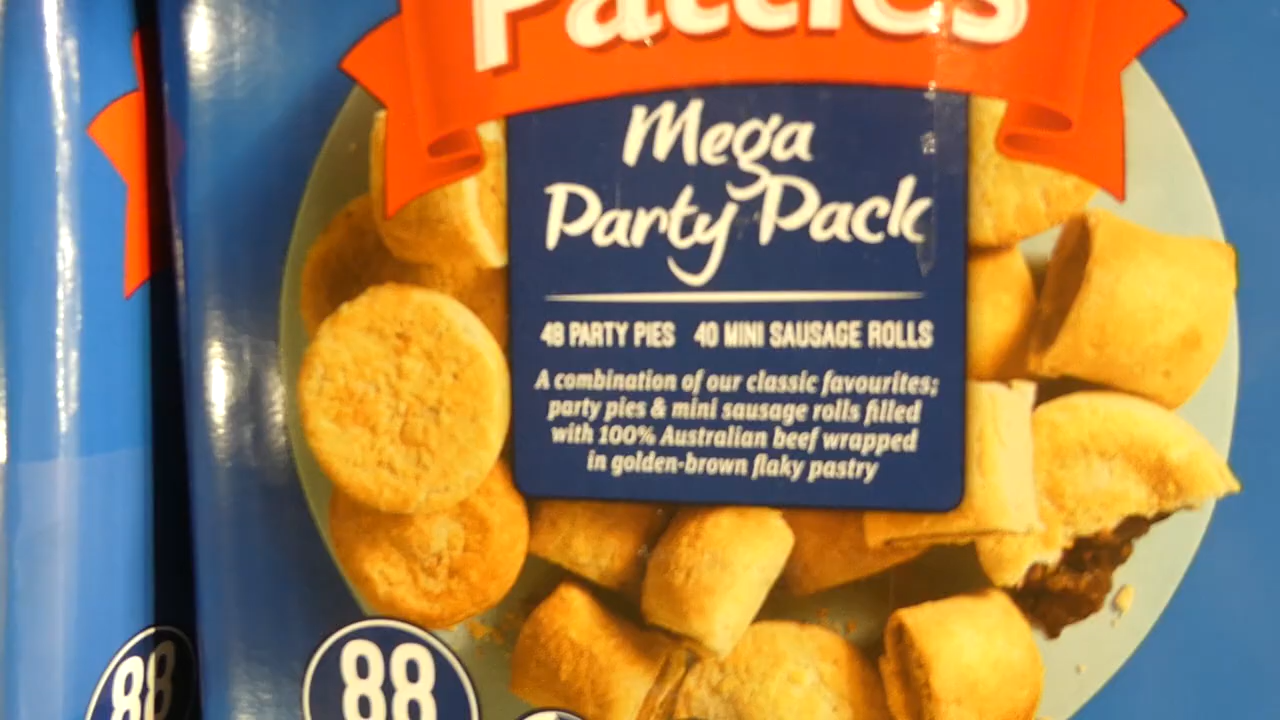 Patties
Mega
Party Pack
48 PARTY PIES 40 MINI SAUSAGE ROLLS
A combination of our classic favourites;
party pies & mini sausage rolls filled
with 100% Australian beef wrapped
in golden-brown flaky pastry
88
88